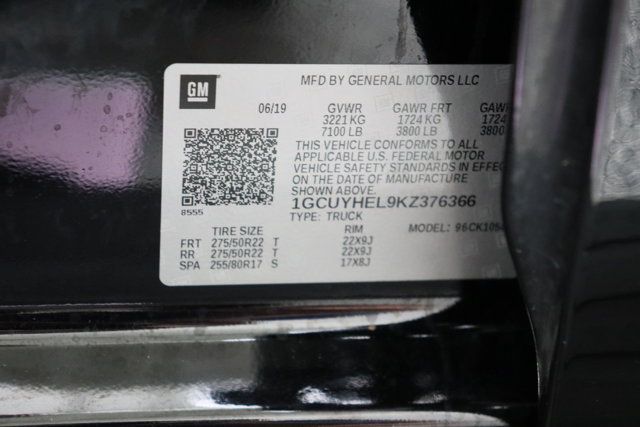 GM
MFD BY GENERAL MOTORS LLC
06/19 GVWR GAWR FRT GAW
3221 KG 1724 KG 1724
7100 LB 3800 LB 3800
THIS VEHICLE CONFORMS TO ALL
APPLICABLE U.S. FEDERAL MOTOR
VEHICLE SAFETY STANDARDS IN EFFEC
ON THE DATE OF MANUFACTURE
SHOWN ABOVE.
8555
1GCUYHEL9KZ376366
TYPE: TRUCK MODEL: 96CK105
TIRE SIZE RIM
FRT 275/50R22 T 22X9J
RR 275/50R22 T 22X9J
SPA 255/80R17 S 17X8J